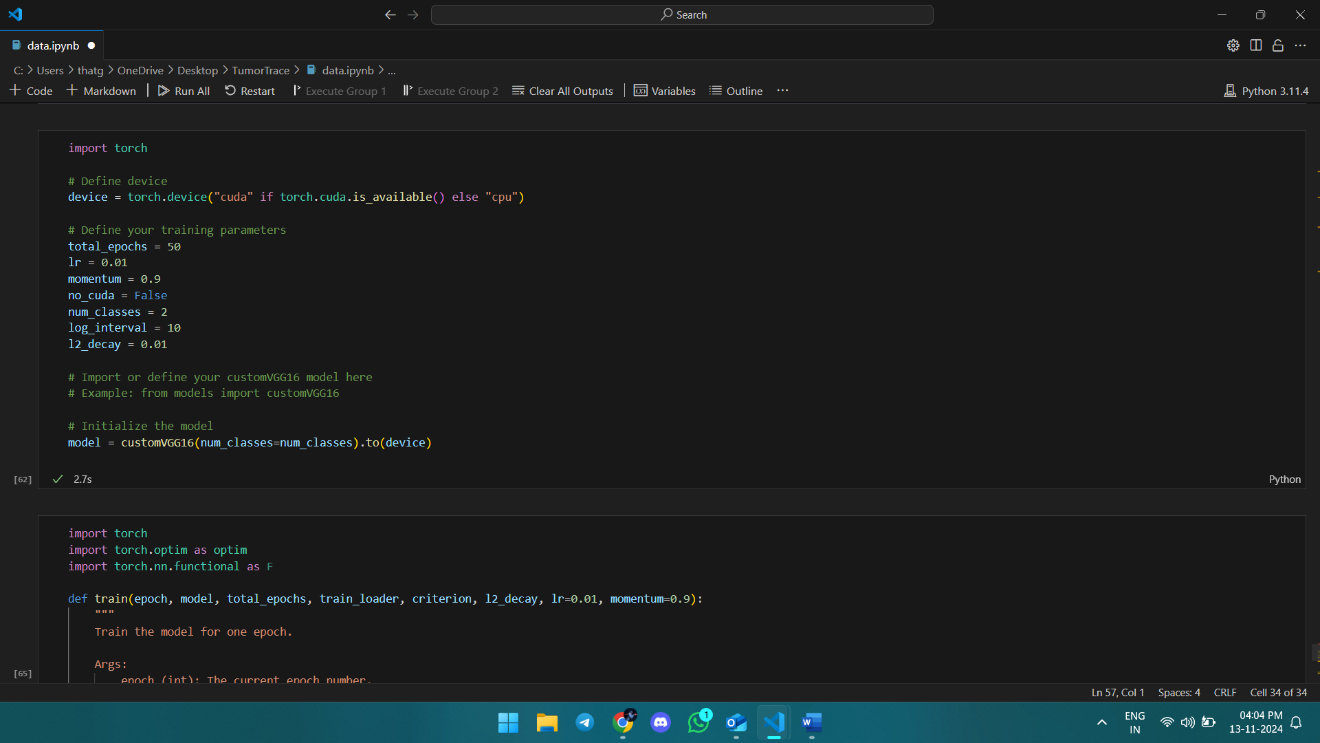 Search
data.ipynb
C: > Users > thatg > OneDrive > Desktop > TumorTrace > data.ipynb > ...
+ Code + Markdown | Run All Restart Execute Group 1 Execute Group 2 Clear All Outputs | Variables Outline ... Python 3.11.4
import torch
# Define device
device = torch.device("cuda" if torch.cuda.is_available() else "cpu")
# Define your training parameters
total_epochs = 50
lr = 0.01
momentum = 0.9
no_cuda = False
num_classes = 2
log_interval = 10
l2_decay = 0.01
# Import or define your customVGG16 model here
# Example: from models import customVGG16
# Initialize the model
model = customVGG16(num_classes=num_classes).to(device)
[62] 2.7s Python
import torch
import torch.optim as optim
import torch.nn.functional as F
def train(epoch, model, total_epochs, train_loader, criterion, l2_decay, lr=0.01, momentum=0.9):
"""
Train the model for one epoch.
Args:
[65] epoch (int): The current epoch number.
Ln 57, Col 1 Spaces: 4 CRLF Cell 34 of 34
1
ENG
IN
04:04 PM
13-11-2024